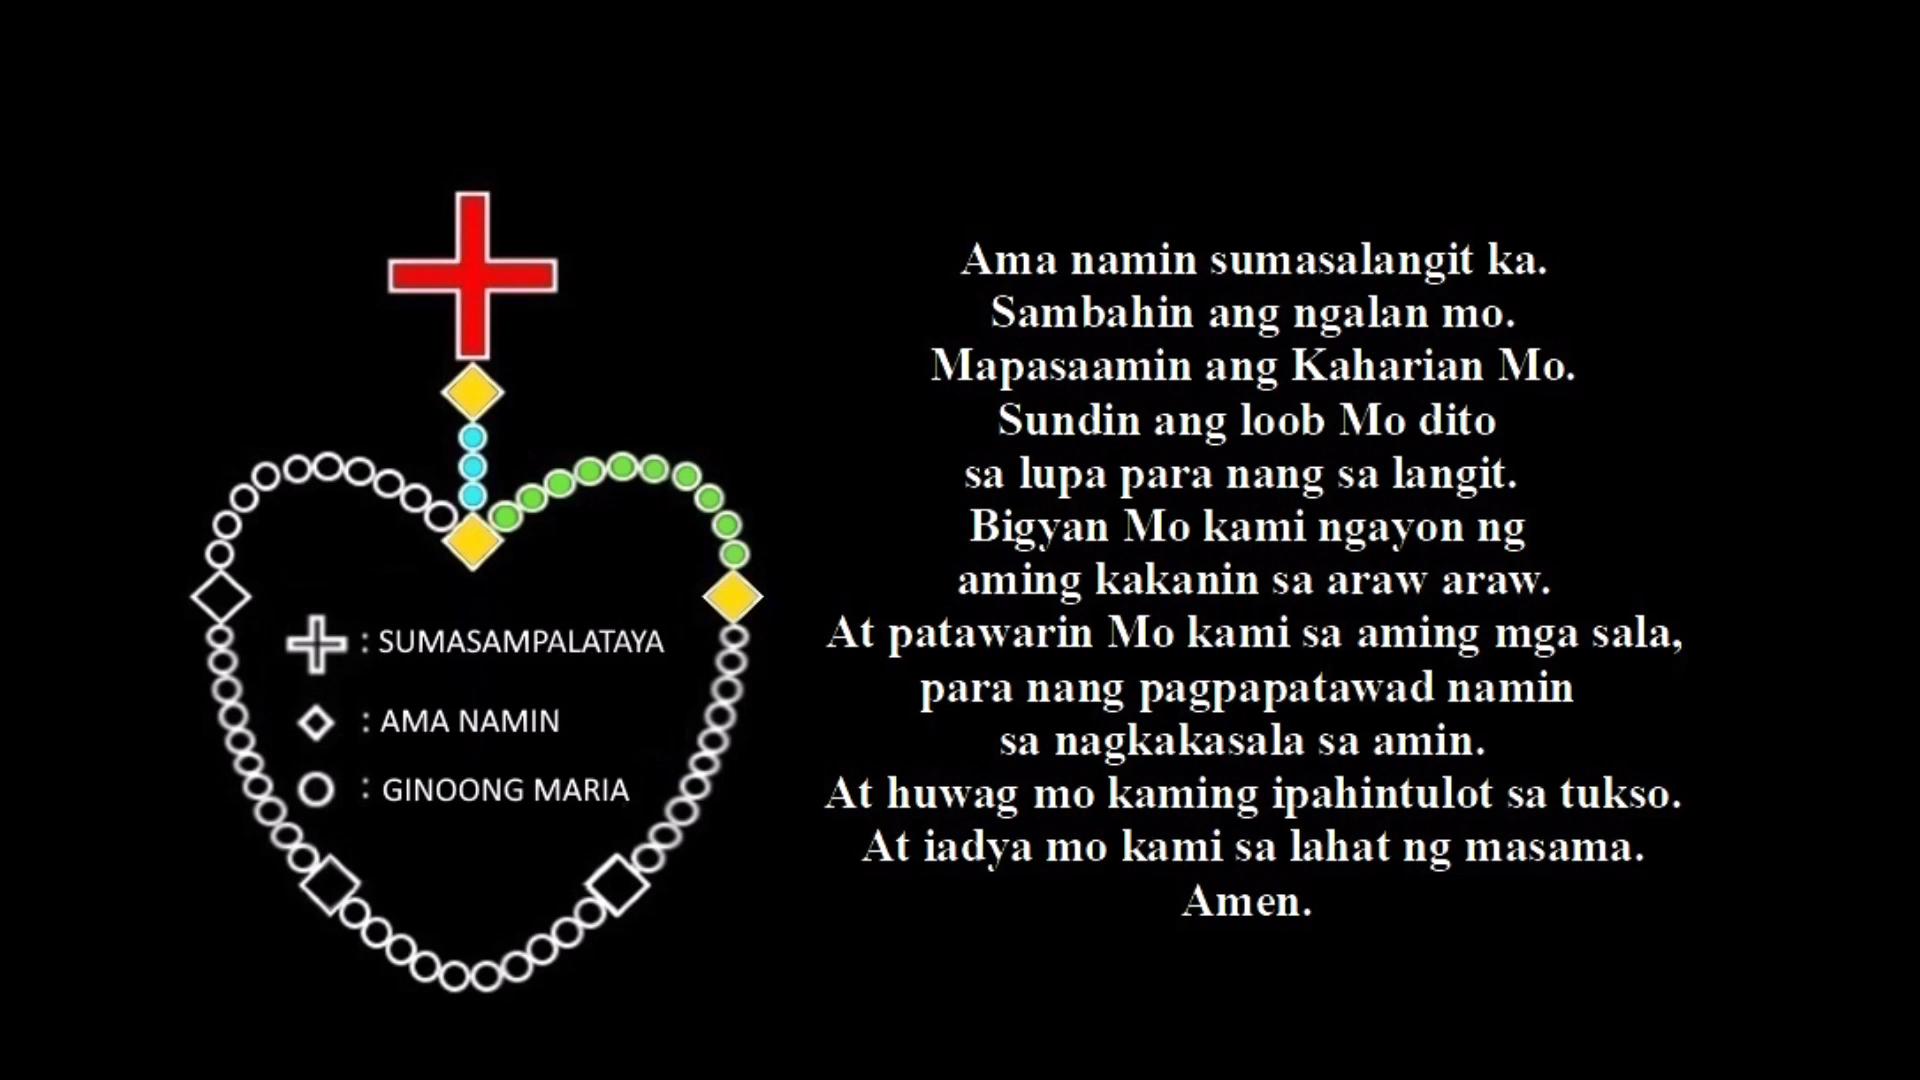 : SUMASAMPALATAYA
: AMA NAMIN
: GINOONG MARIA
Ama namin sumasalangit ka.
Sambahin ang ngalan mo.
Mapasaamin ang Kaharian Mo.
Sundin ang loob Mo dito
sa lupa para nang sa langit.
Bigyan Mo kami ngayon ng
aming kakanin sa araw araw.
At patawarin Mo kami sa aming mga sala,
para nang pagpapatawad namin
sa nagkakasala sa amin.
At huwag mo kaming ipahintulot sa tukso.
At iadya mo kami sa lahat ng masama.
Amen.